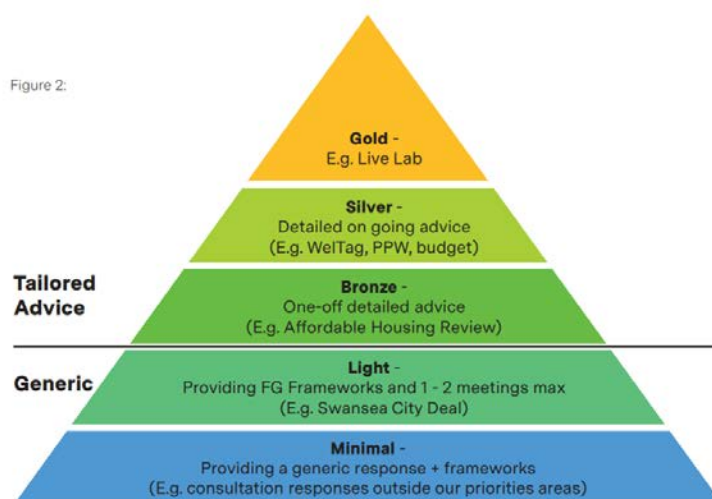 Figure 2:
Gold -
E.g. Live Lab
Silver -
Detailed on going advice
(E.g. WelTag, PPW, budget)
Tailored
Advice
Bronze -
One-off detailed advice
(E.g. Affordable Housing Review)
Generic
Light -
Providing FG Frameworks and 1 - 2 meetings max
(E.g. Swansea City Deal)
Minimal -
Providing a generic response + frameworks
(E.g. consultation responses outside our priorities areas)